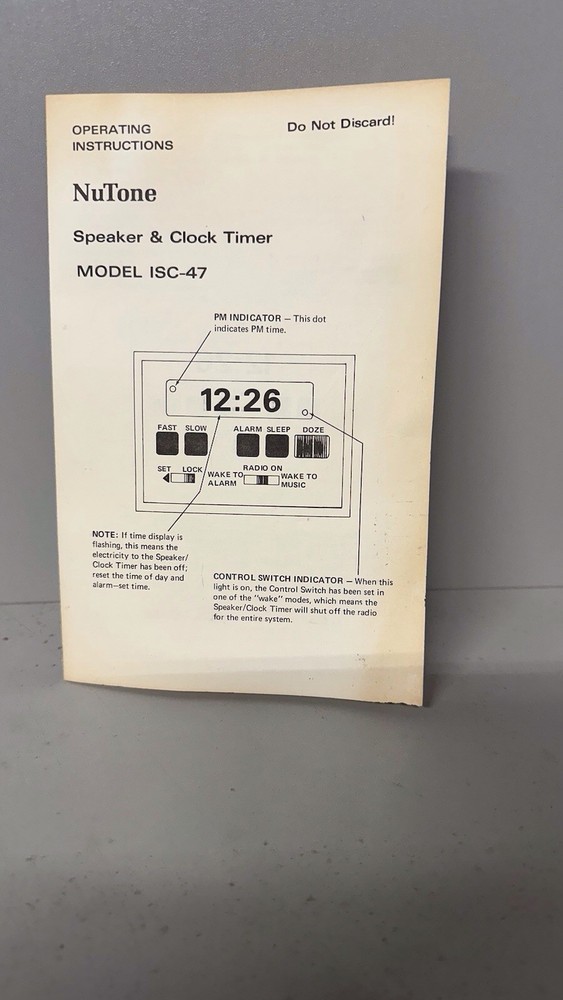 OPERATING
INSTRUCTIONS
Do Not Discard!
NuTone
Speaker & Clock Timer
MODEL ISC-47
PM INDICATOR — This dot
indicates PM time.
12:26
FAST SLOW ALARM SLEEP DOZE
SET LOCK
WAKE TO
ALARM
RADIO ON
WAKE TO
MUSIC
NOTE: If time display is
flashing, this means the
electricity to the Speaker/
Clock Timer has been off;
reset the time of day and
alarm—set time.
CONTROL SWITCH INDICATOR — When this
light is on, the Control Switch has been set in
one of the "wake" modes, which means the
Speaker/Clock Timer will shut off the radio
for the entire system.